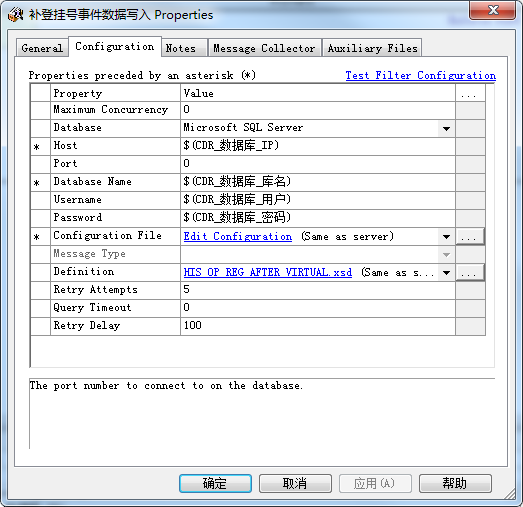 补登挂号事件数据写入 Properties
General Configuration Notes Message Collector Auxiliary Files
Properties preceded by an asterisk (*) Test Filter Configuration
Property Value ...
Maximum Concurrency 0
Database Microsoft SQL Server
* Host $(CDR_数据库_IP)
Port 0
* Database Name $(CDR_数据库_库名)
Username $(CDR_数据库_用户)
Password $(CDR_数据库_密码)
* Configuration File Edit Configuration (Same as server) ...
Message Type
Definition HIS_OP_REG_AFTER_VIRTUAL.xsd (Same as s... ...
Retry Attempts 5
Query Timeout 0
Retry Delay 100
The port number to connect to on the database.
确定 取消 应用(A) 帮助